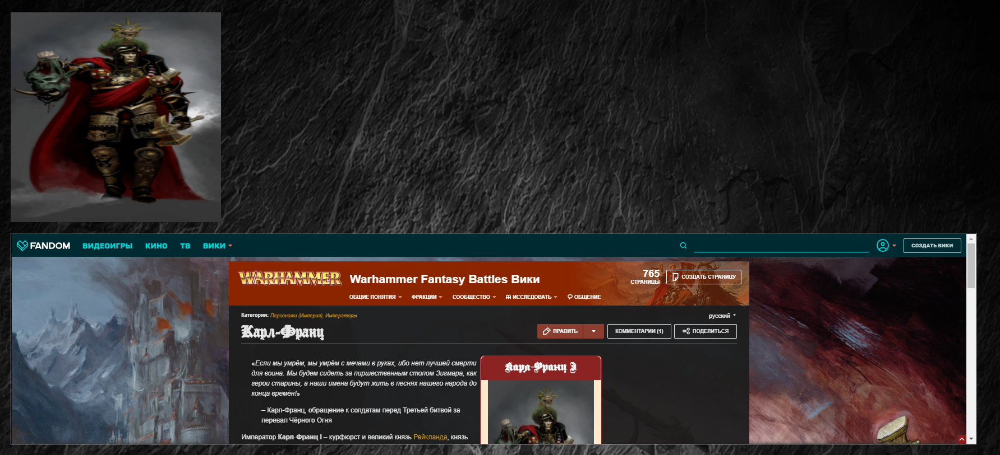 FANDOM ВИДЕОИГРЫ КИНО ТВ ВИКИ СОЗДАТЬ ВИКИ
WARHAMMER Warhammer Fantasy Battles Вики 765 СТРАНИЦЫ СОЗДАТЬ СТРАНИЦУ
ОБЩИЕ ПОНЯТИЯ ФРАКЦИИ СООБЩЕСТВО ИССЛЕДОВАТЬ ОБЩЕНИЕ
Категории: Персонажи (Империя), Императоры русский
Карл-Франц ПРАВИТЬ КОММЕНТАРИИ (1) ПОДЕЛИТЬСЯ
«Если мы умрём, мы умрём с мечами в руках, ибо нет лучшей смерти
для воина. Мы будем сидеть за пиршественным столом Зигмара, как
герои старины, а наши имена будут жить в песнях нашего народа до
конца времён!»
– Карл-Франц, обращение к солдатам перед Третьей битвой за
перевал Чёрного Огня
Император Карл-Франц I – курфюрст и великий князь Рейкланда, князь
Карл-Франц I